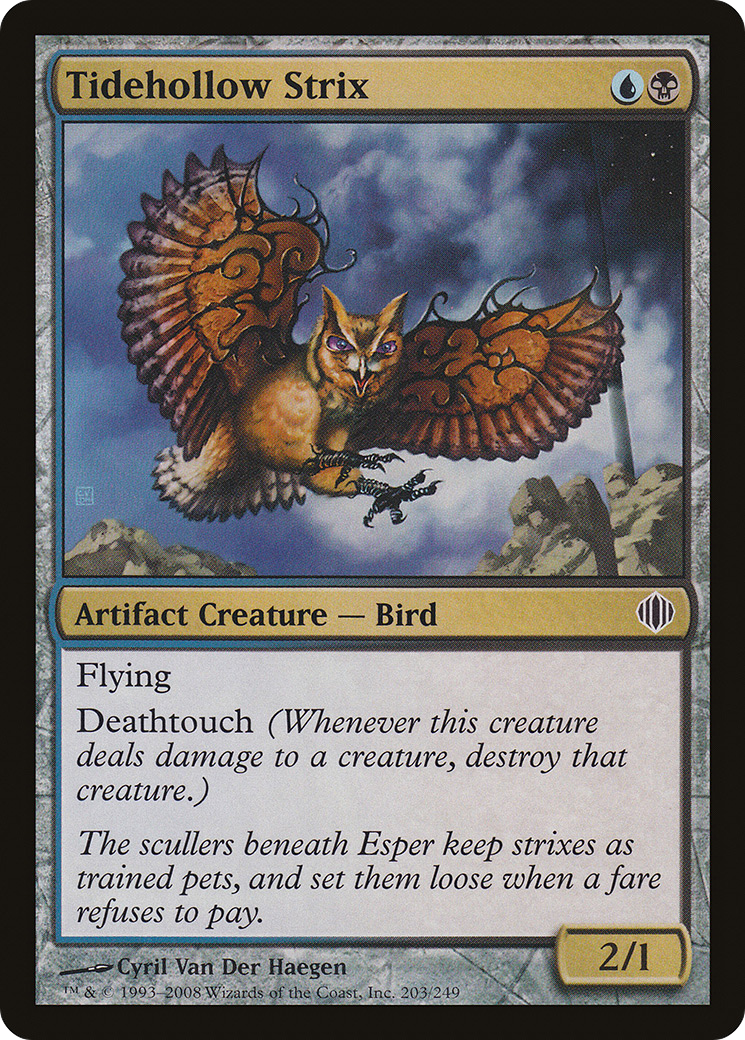 Tidehollow Strix
Artifact Creature — Bird
Flying
Deathtouch (Whenever this creature
deals damage to a creature, destroy that
creature.)
The scullers beneath Esper keep strixes as
trained pets, and set them loose when a fare
refuses to pay.
2/1
Cyril Van Der Haegen
™ & © 1993–2008 Wizards of the Coast, Inc. 203/249